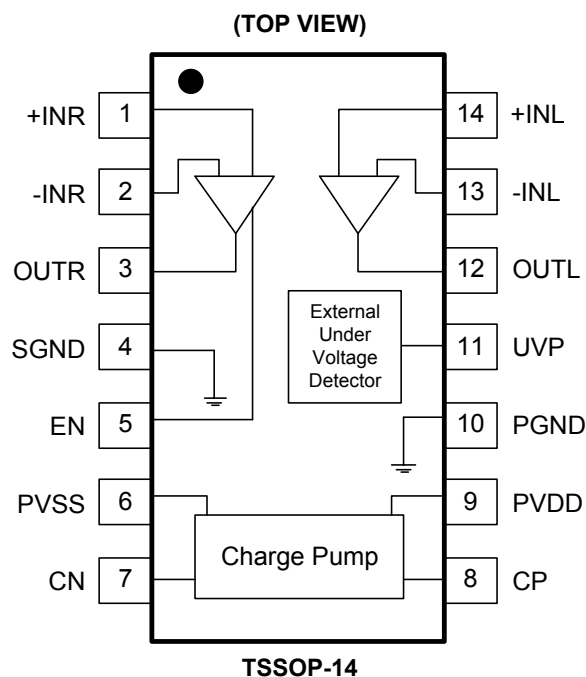 (TOP VIEW)
+INR 1 14 +INL
-INR 2 13 -INL
OUTR 3 12 OUTL
External
Under
Voltage
Detector
SGND 4 11 UVP
EN 5 10 PGND
PVSS 6 9 PVDD
Charge Pump
CN 7 8 CP
TSSOP-14